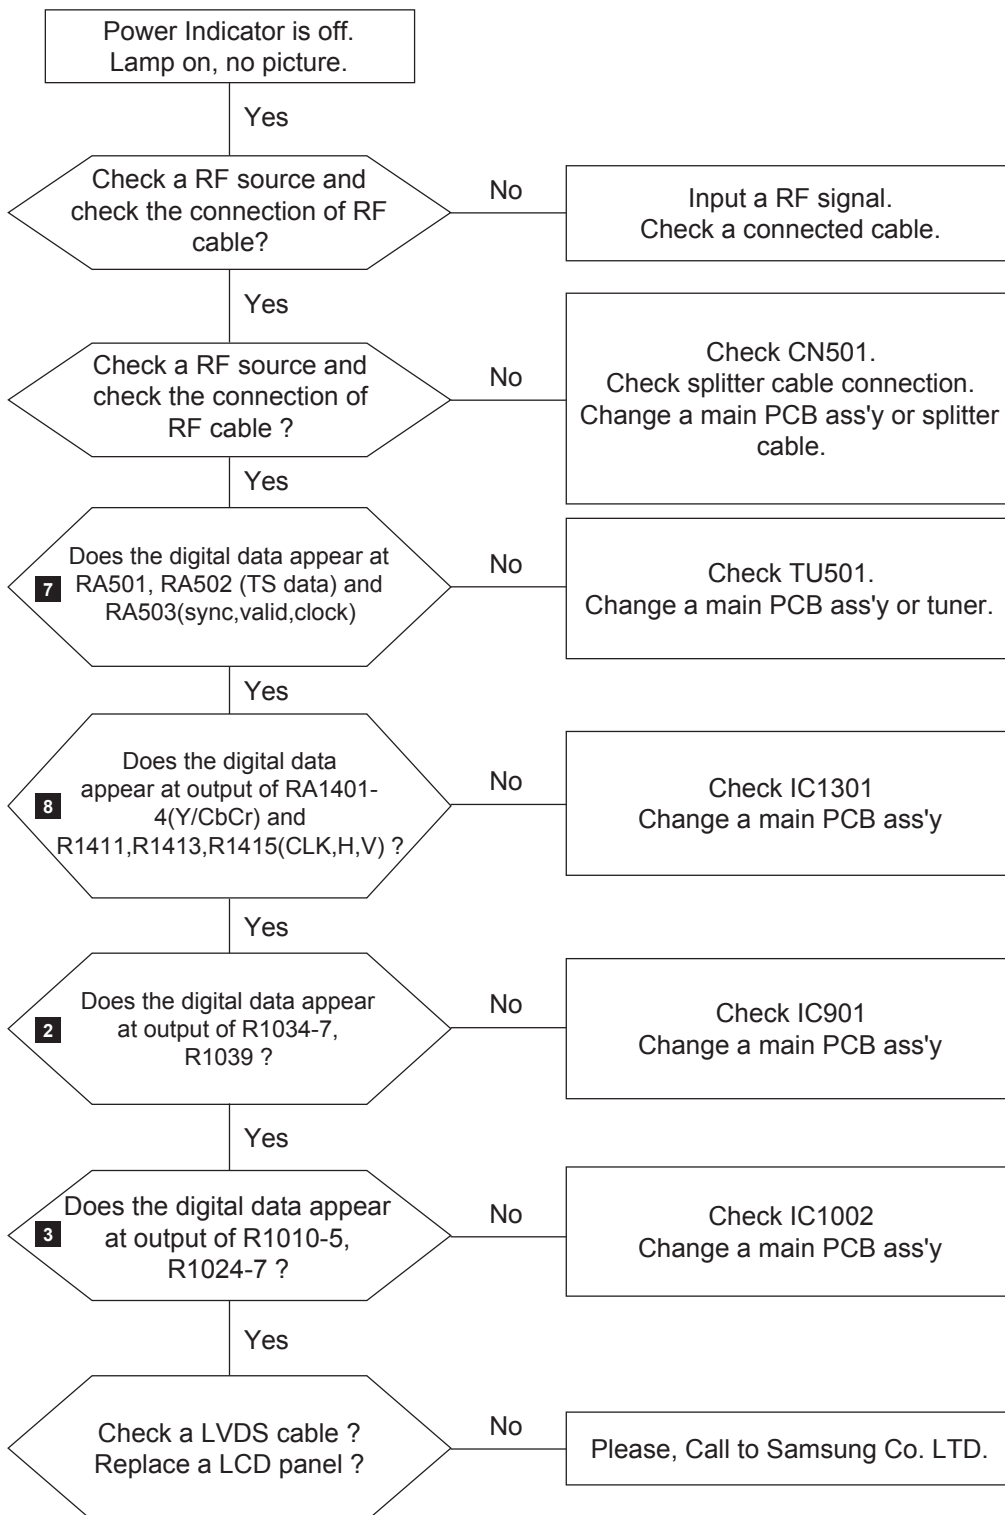 Power Indicator is off.
Lamp on, no picture.
Yes
Check a RF source and
check the connection of RF
cable?
No
Input a RF signal.
Check a connected cable.
Yes
Check a RF source and
check the connection of
RF cable ?
No
Check CN501.
Check splitter cable connection.
Change a main PCB ass'y or splitter
cable.
Yes
7
Does the digital data appear at
RA501, RA502 (TS data) and
RA503(sync,valid,clock)
No
Check TU501.
Change a main PCB ass'y or tuner.
Yes
8
Does the digital data
appear at output of RA1401-
4(Y/CbCr) and
R1411,R1413,R1415(CLK,H,V) ?
No
Check IC1301
Change a main PCB ass'y
Yes
2
Does the digital data appear
at output of R1034-7,
R1039 ?
No
Check IC901
Change a main PCB ass'y
Yes
3
Does the digital data appear
at output of R1010-5,
R1024-7 ?
No
Check IC1002
Change a main PCB ass'y
Yes
Check a LVDS cable ?
Replace a LCD panel ?
No
Please, Call to Samsung Co. LTD.